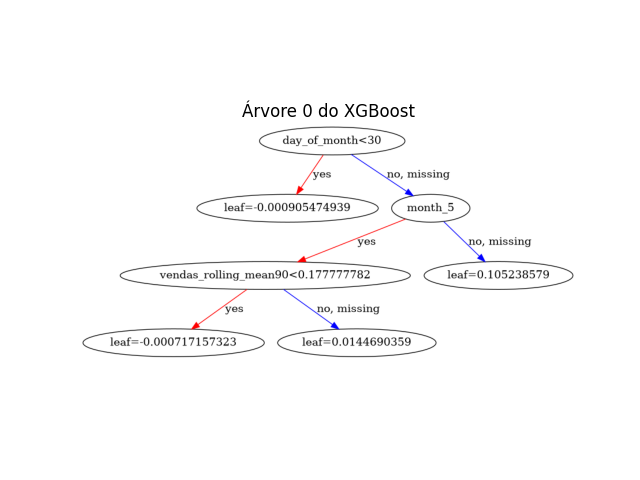 Árvore 0 do XGBoost
day_of_month<30
yes
no, missing
leaf=-0.000905474939
month_5
yes
no, missing
vendas_rolling_mean90<0.177777782
leaf=0.105238579
yes
no, missing
leaf=-0.000717157323
leaf=0.0144690359